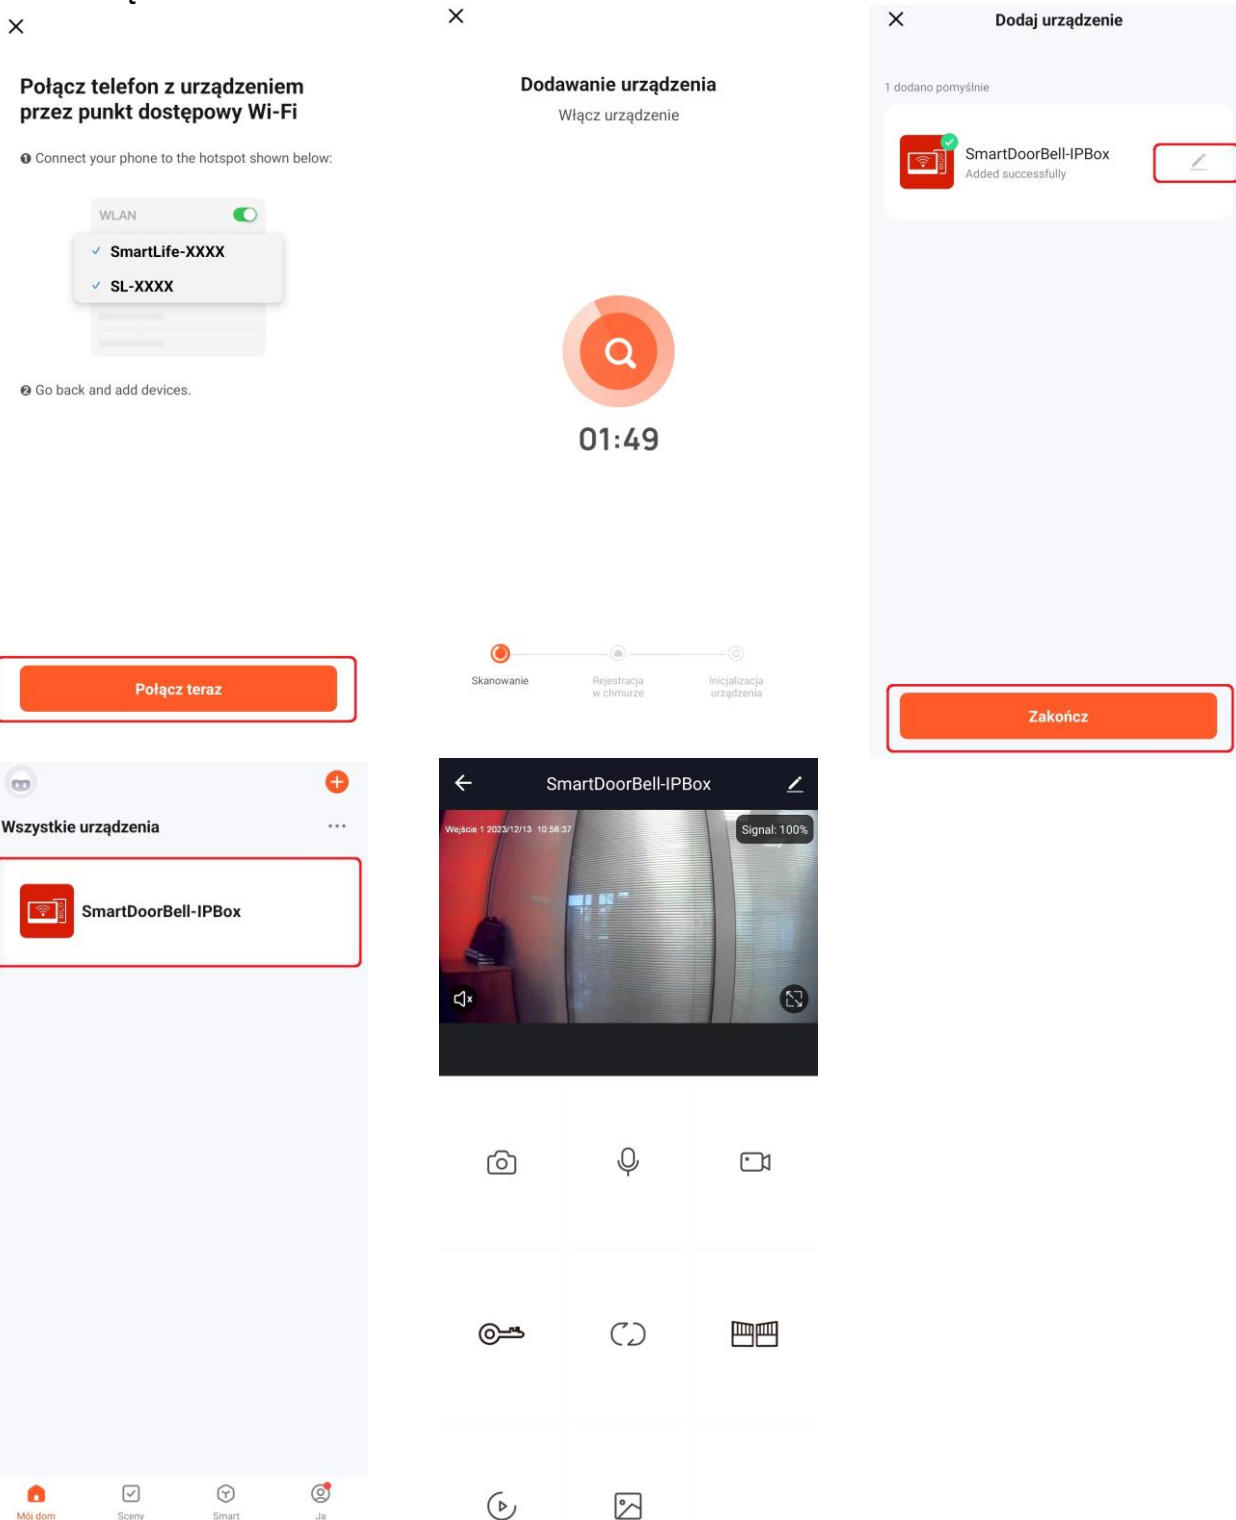 Połącz telefon z urządzeniem
przez punkt dostępowy Wi-Fi
❶ Connect your phone to the hotspot shown below:
WLAN
SmartLife-XXXX
SL-XXXX
❷ Go back and add devices.
Połącz teraz
Dodawanie urządzenia
Włącz urządzenie
01:49
Skanowanie
Rejestracja
w chmurze
Inicjalizacja
urządzenia
Dodaj urządzenie
1 dodano pomyślnie
SmartDoorBell-IPBox
Added successfully
Zakończ
Wszystkie urządzenia
SmartDoorBell-IPBox
Mój dom
Sceny
Smart
Ja
SmartDoorBell-IPBox
Wejście 1 2023/12/13 10:56:37
Signal: 100%